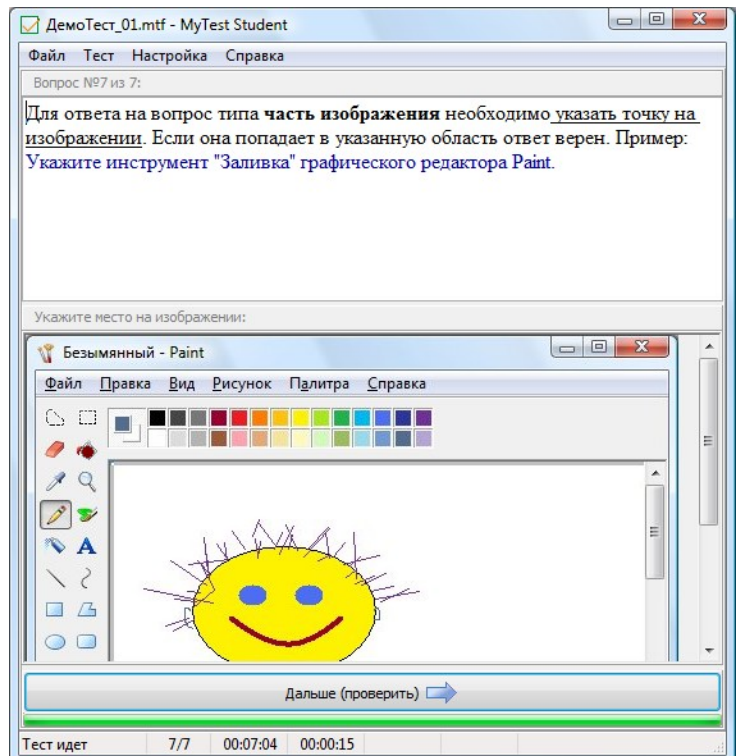 ДемоТест_01.mtf - MyTest Student
Файл Тест Настройка Справка
Вопрос №7 из 7:
Для ответа на вопрос типа часть изображения необходимо указать точку на
изображении. Если она попадает в указанную область ответ верен. Пример:
Укажите инструмент "Заливка" графического редактора Paint.
Укажите место на изображении:
Безымянный - Paint
Файл Правка Вид Рисунок Палитра Справка
A
Дальше (проверить)
Тест идет 7/7 00:07:04 00:00:15